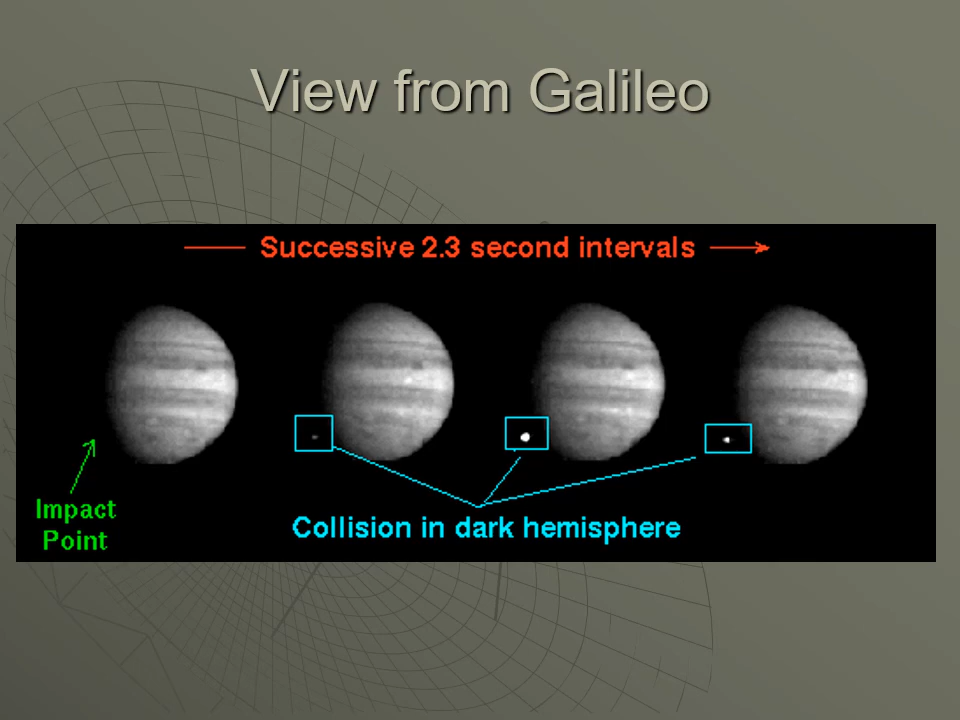 View from Galileo
Successive 2.3 second intervals
Impact
Point
Collision in dark hemisphere